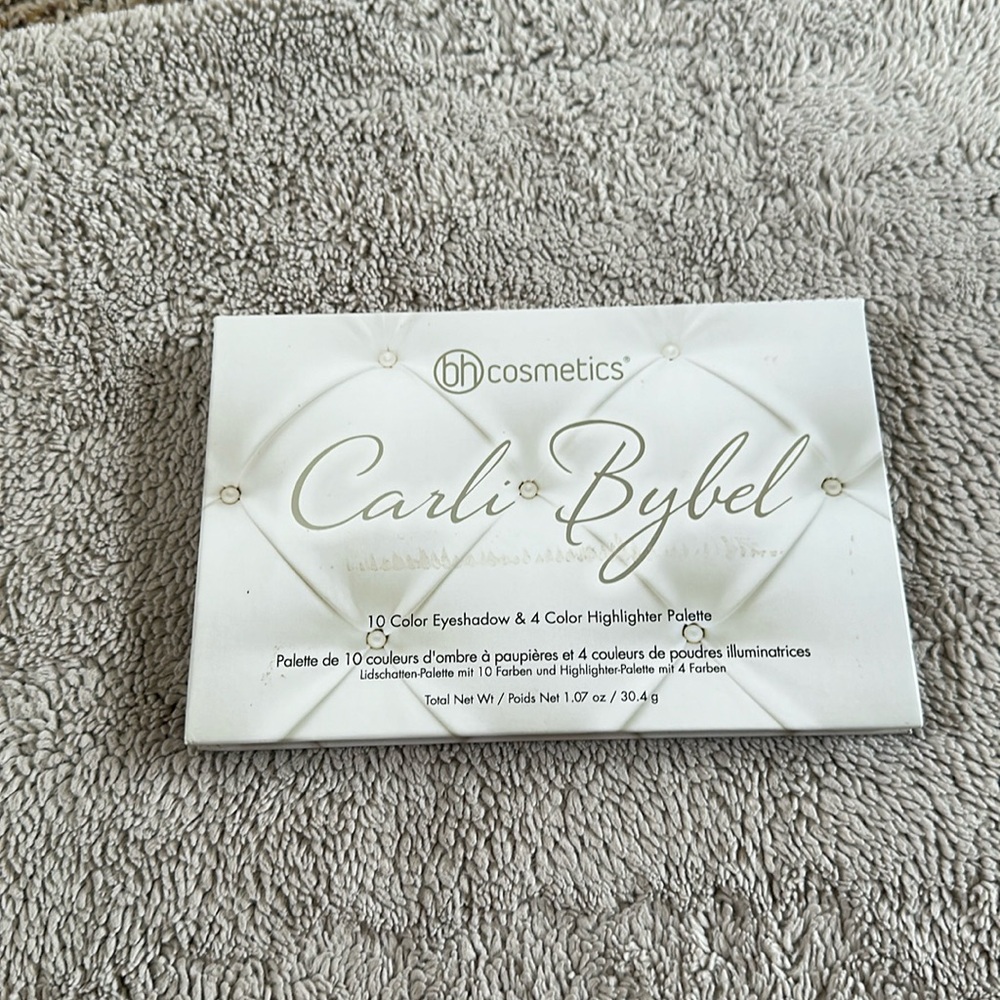 bh cosmetics®
Carli Bybel
10 Color Eyeshadow & 4 Color Highlighter Palette
Palette de 10 couleurs d'ombre à paupières et 4 couleurs de poudres illuminatrices
Lidschatten-Palette mit 10 Farben und Highlighter-Palette mit 4 Farben
Total Net Wt / Poids Net 1.07 oz / 30.4 g